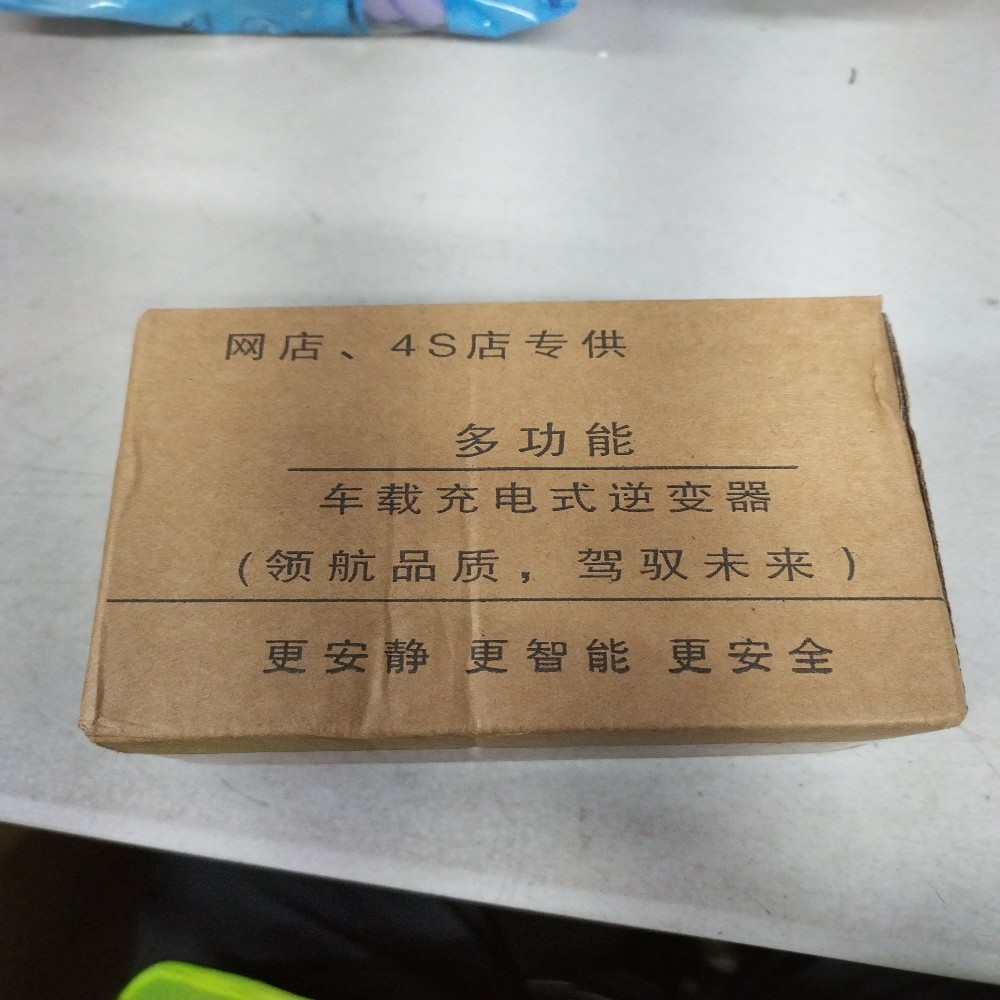 网店、4S店专供
多功能
车载充电式逆变器
(领航品质，驾驭未来)
更安静 更智能 更安全